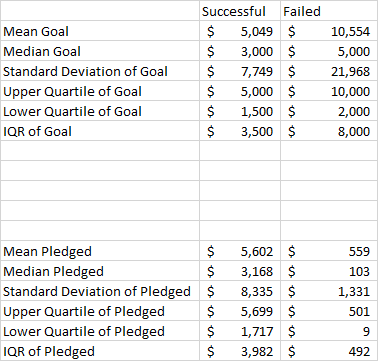 Successful Failed
Mean Goal $ 5,049 $ 10,554
Median Goal $ 3,000 $ 5,000
Standard Deviation of Goal $ 7,749 $ 21,968
Upper Quartile of Goal $ 5,000 $ 10,000
Lower Quartile of Goal $ 1,500 $ 2,000
IQR of Goal $ 3,500 $ 8,000
Mean Pledged $ 5,602 $ 559
Median Pledged $ 3,168 $ 103
Standard Deviation of Pledged $ 8,335 $ 1,331
Upper Quartile of Pledged $ 5,699 $ 501
Lower Quartile of Pledged $ 1,717 $ 9
IQR of Pledged $ 3,982 $ 492